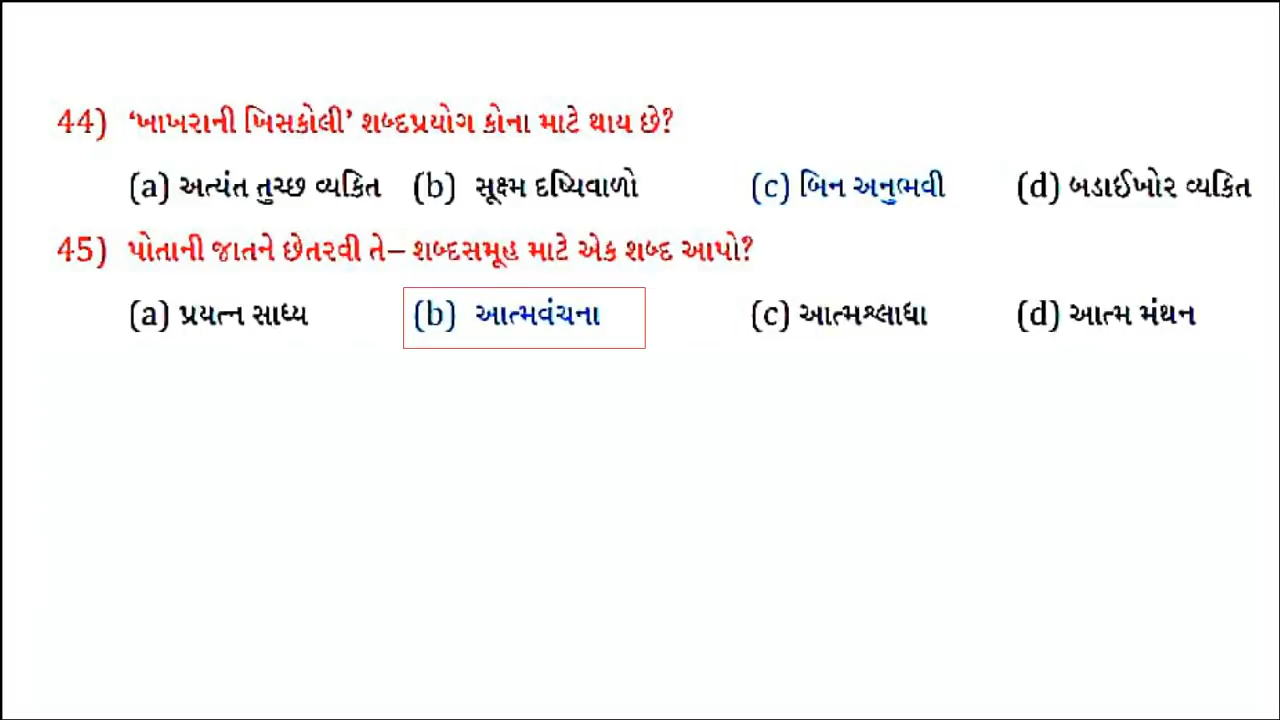 44) ‘ખાખરાની ખિસકોલી’ શબ્દપ્રયોગ કોના માટે થાય છે?
(a) અત્યંત તુચ્છ વ્યકિત (b) સૂક્ષ્મ દષ્યિવાળો (c) બિન અનુભવી (d) બડાઈખોર વ્યકિત
45) પોતાની જાતને છેતરવી તે– શબ્દસમૂહ માટે એક શબ્દ આપો?
(a) પ્રયત્ન સાધ્ય (b) આત્મવંચના (c) આત્મશ્લાધા (d) આત્મ મંથન